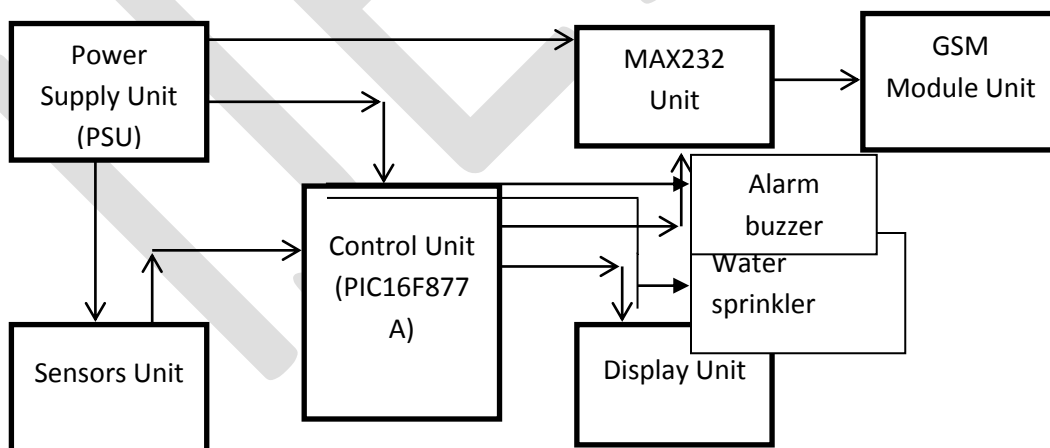 Power
Supply Unit
(PSU)
MAX232
Unit
GSM
Module Unit
Alarm
buzzer
Control Unit
(PIC16F877
A)
Water
sprinkler
Sensors Unit
Display Unit